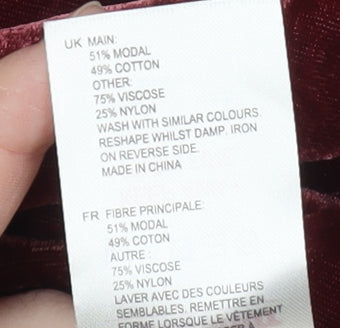 UK MAIN:
51% MODAL
49% COTTON
OTHER:
75% VISCOSE
25% NYLON
WASH WITH SIMILAR COLOURS.
RESHAPE WHILST DAMP. IRON
ON REVERSE SIDE.
MADE IN CHINA
FR FIBRE PRINCIPALE:
51% MODAL
49% COTON
AUTRE :
75% VISCOSE
25% NYLON
LAVER AVEC DES COULEURS
SEMBLABLES. REMETTRE EN
FORME LORSQUE LE VÊTEMENT